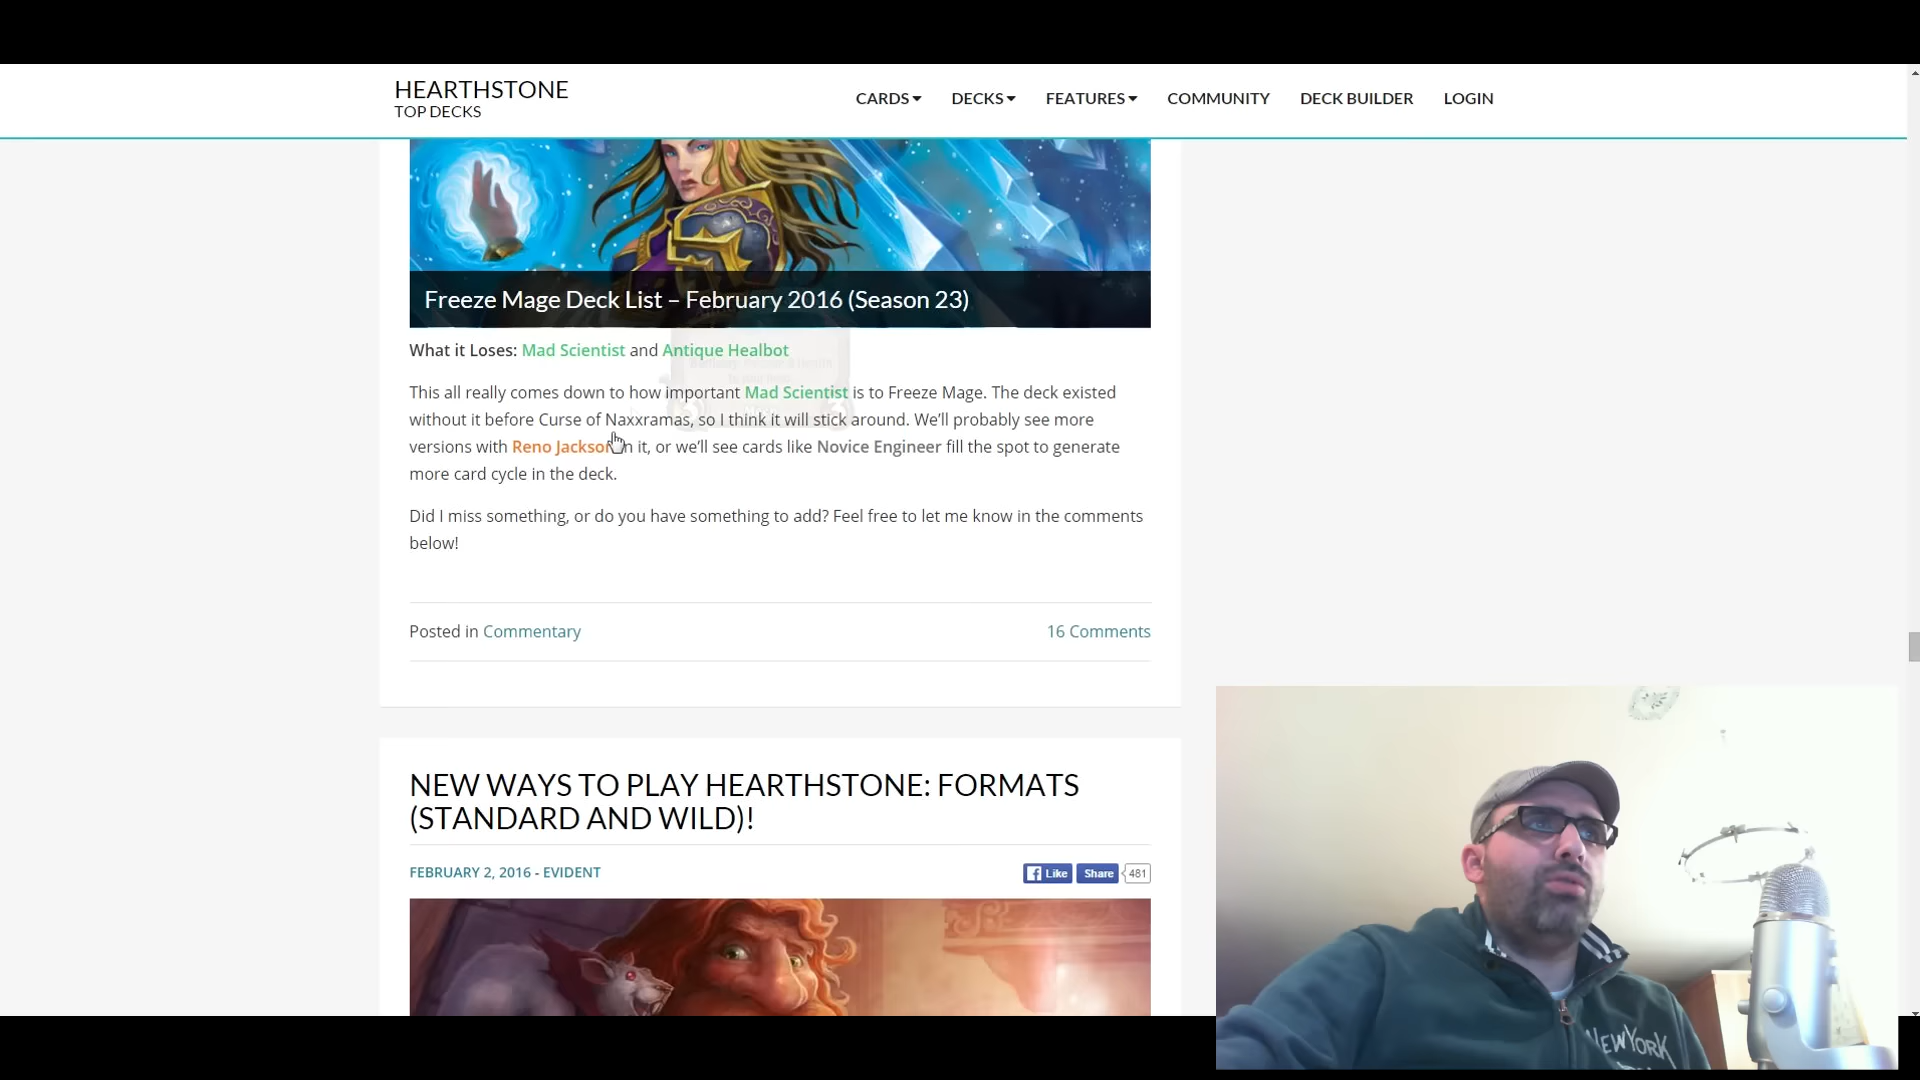 HEARTHSTONE
TOP DECKS
CARDS DECKS FEATURES COMMUNITY DECK BUILDER LOGIN
Freeze Mage Deck List – February 2016 (Season 23)
What it Loses: Mad Scientist and Antique Healbot
This all really comes down to how important Mad Scientist is to Freeze Mage. The deck existed
without it before Curse of Naxxramas, so I think it will stick around. We'll probably see more
versions with Reno Jackson in it, or we'll see cards like Novice Engineer fill the spot to generate
more card cycle in the deck.
Did I miss something, or do you have something to add? Feel free to let me know in the comments
below!
Posted in Commentary 16 Comments
NEW WAYS TO PLAY HEARTHSTONE: FORMATS
(STANDARD AND WILD)!
FEBRUARY 2, 2016 - EVIDENT Like Share 481
NEW YORK